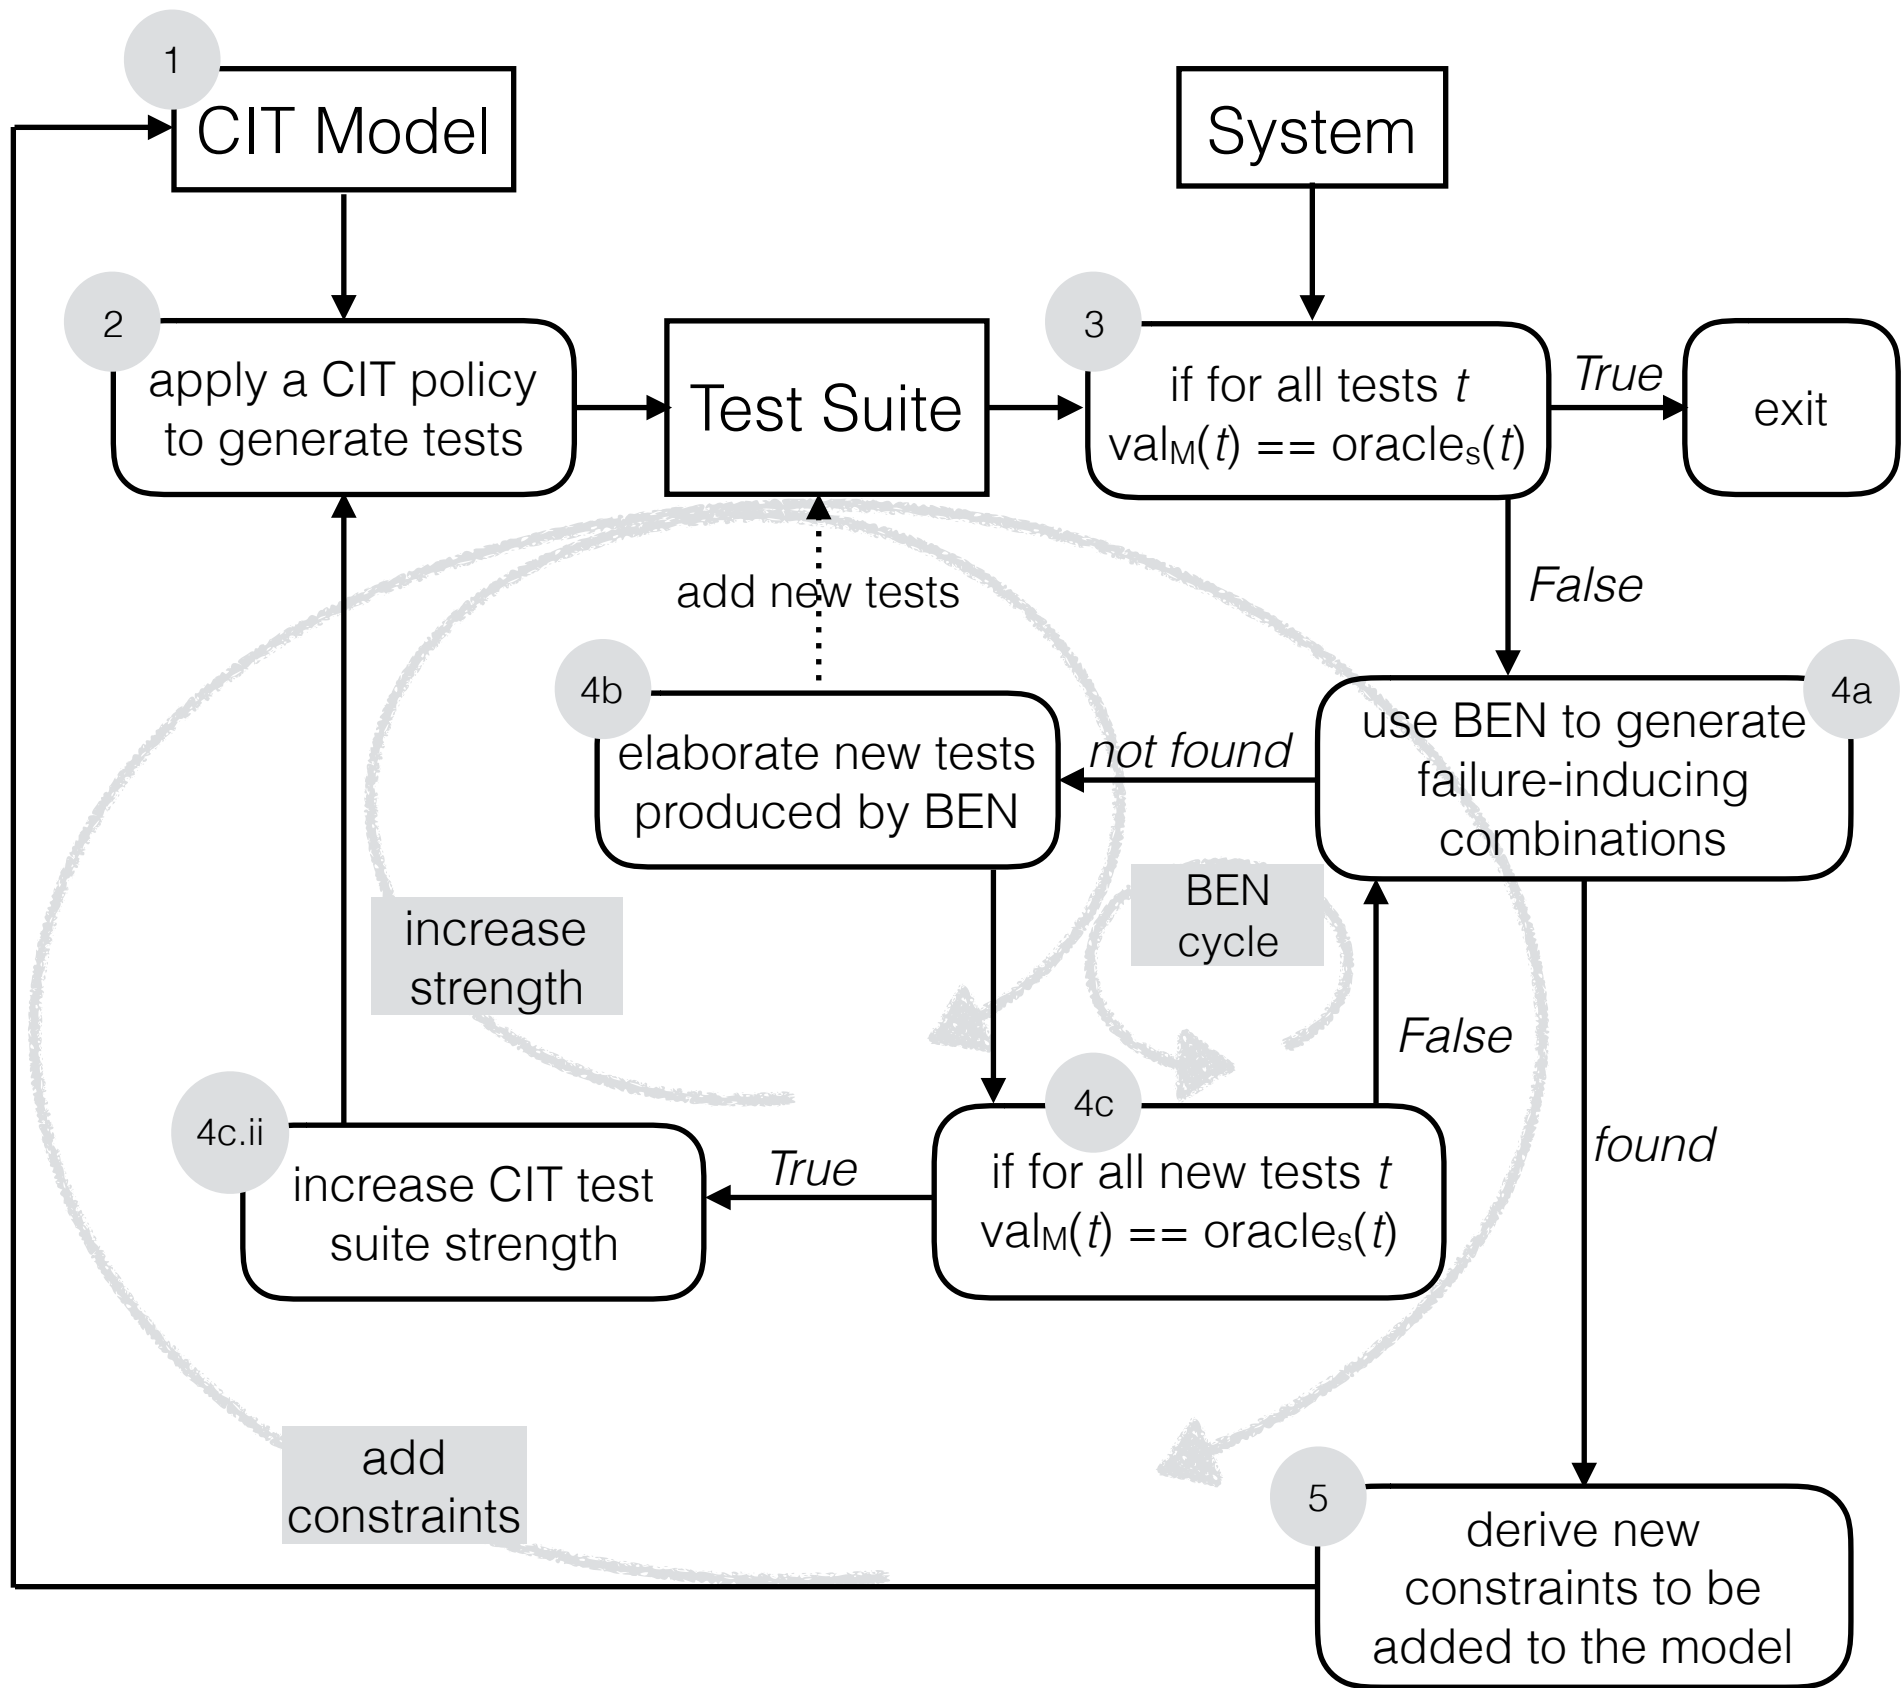 1
CIT Model
System
2
apply a CIT policy
to generate tests
Test Suite
3
if for all tests t
valM(t) == oracles(t)
True
exit
add new tests
False
4b
elaborate new tests
produced by BEN
not found
4a
use BEN to generate
failure-inducing
combinations
increase
strength
BEN
cycle
False
found
4c.ii
increase CIT test
suite strength
True
4c
if for all new tests t
valM(t) == oracles(t)
add
constraints
5
derive new
constraints to be
added to the model